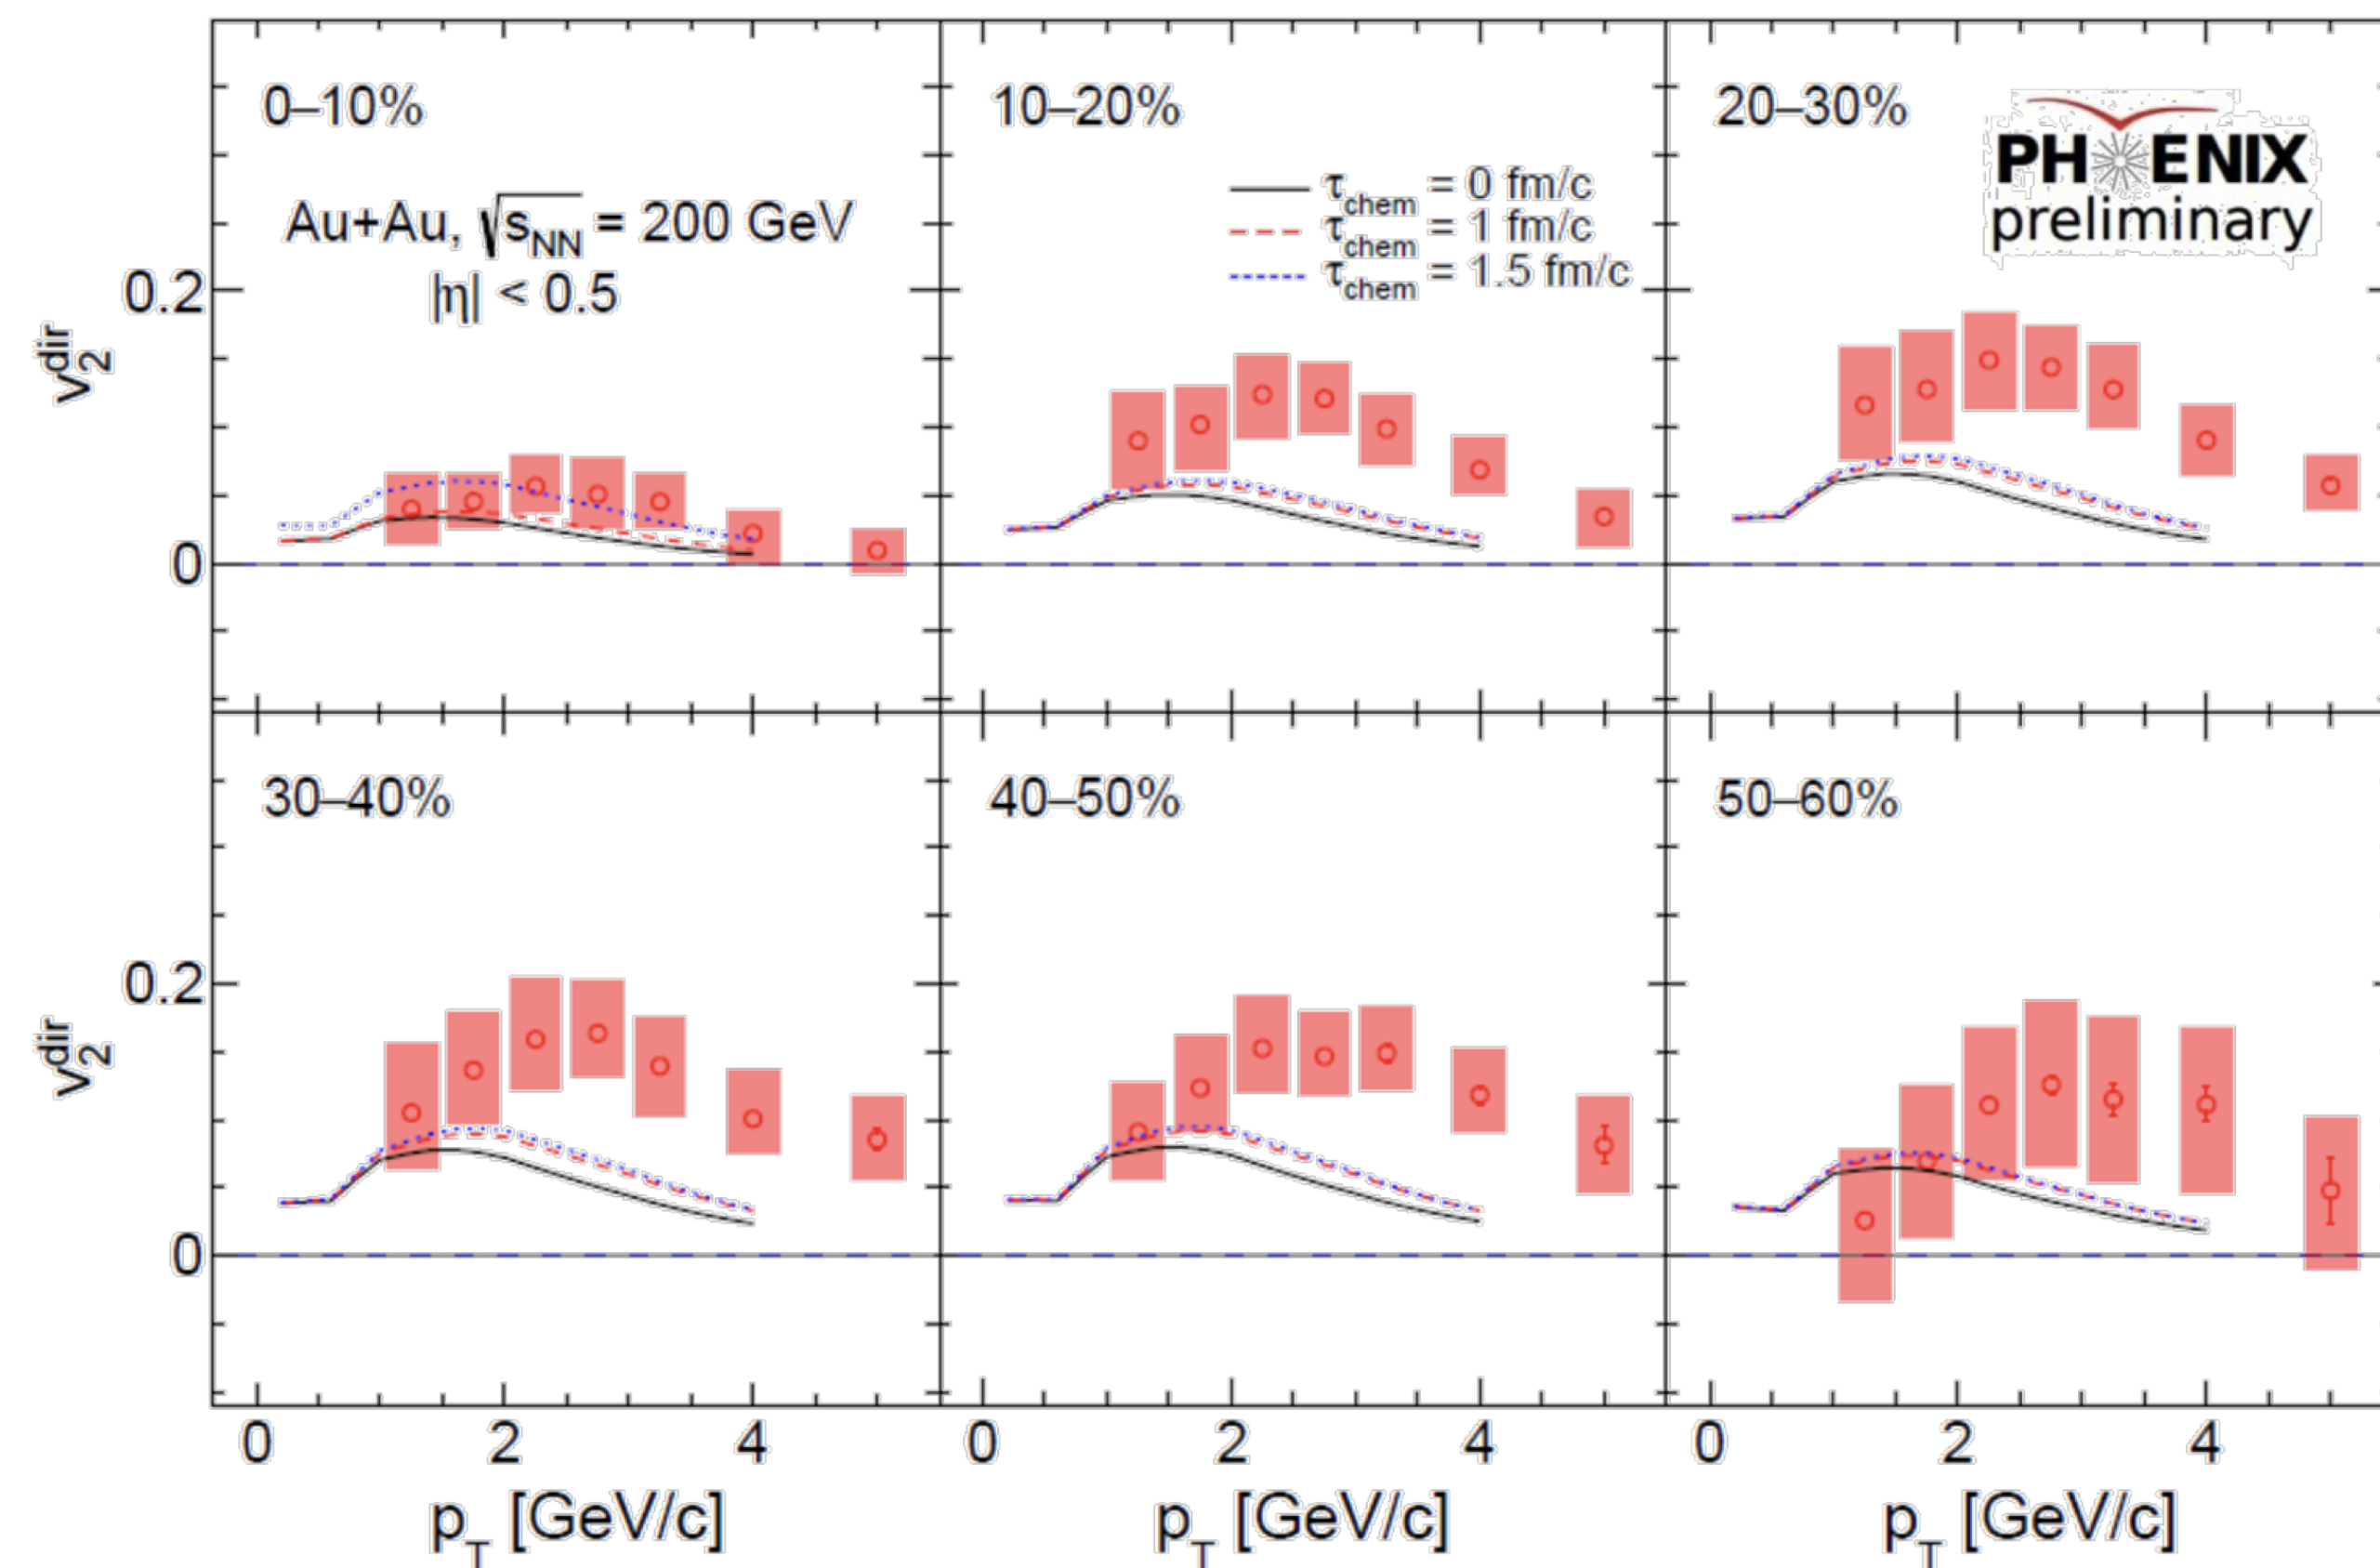 0–10%
Au+Au, √sNN = 200 GeV
|η| < 0.5
10–20%
τchem = 0 fm/c
τchem = 1 fm/c
τchem = 1.5 fm/c
20–30%
PHENIX
preliminary
0.2
0
v2dir
30–40%
40–50%
50–60%
0.2
0
v2dir
0 2 4 0 2 4 0 2 4
pT [GeV/c] pT [GeV/c] pT [GeV/c]